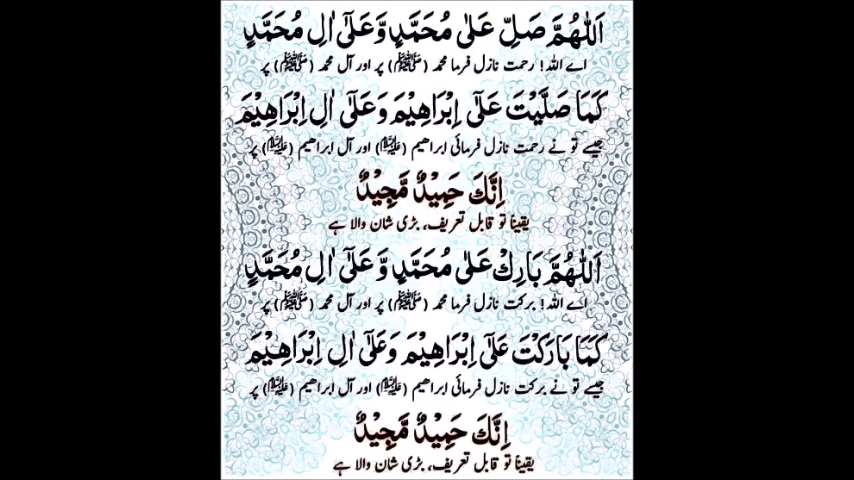 اَللّٰهُمَّ صَلِّ عَلٰی مُحَمَّدٍ وَّعَلٰۤی اٰلِ مُحَمَّدٍ
اے اللہ! رحمت نازل فرما محمد (ﷺ) پر اور آل محمد (ﷺ) پر
کَمَا صَلَّیْتَ عَلٰۤی اِبْرَاهِیْمَ وَعَلٰۤی اٰلِ اِبْرَاهِیْمَ
جیسے تو نے رحمت نازل فرمائی ابراھیم (علیہ السلام) اور آل ابراھیم (علیہ السلام) پر
اِنَّكَ حَمِیْدٌ مَّجِیْدٌ
یقیناً تو قابل تعریف، بڑی شان والا ہے
اَللّٰهُمَّ بَارِكْ عَلٰی مُحَمَّدٍ وَّ عَلٰۤی اٰلِ مُحَمَّدٍ
اے اللہ! برکت نازل فرما محمد (ﷺ) پر اور آل محمد (ﷺ) پر
کَمَا بَارَکْتَ عَلٰۤی اِبْرَاهِیْمَ وَعَلٰۤی اٰلِ اِبْرَاهِیْمَ
جیسے تو نے برکت نازل فرمائی ابراھیم (علیہ السلام) اور آل ابراھیم (علیہ السلام) پر
اِنَّكَ حَمِیْدٌ مَّجِیْدٌ
یقیناً تو قابل تعریف، بڑی شان والا ہے